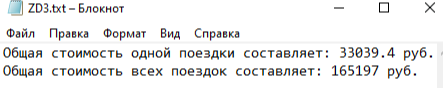 ZD3.txt – Блокнот
Файл Правка Формат Вид Справка
Общая стоимость одной поездки составляет: 33039.4 руб.
Общая стоимость всех поездок составляет: 165197 руб.